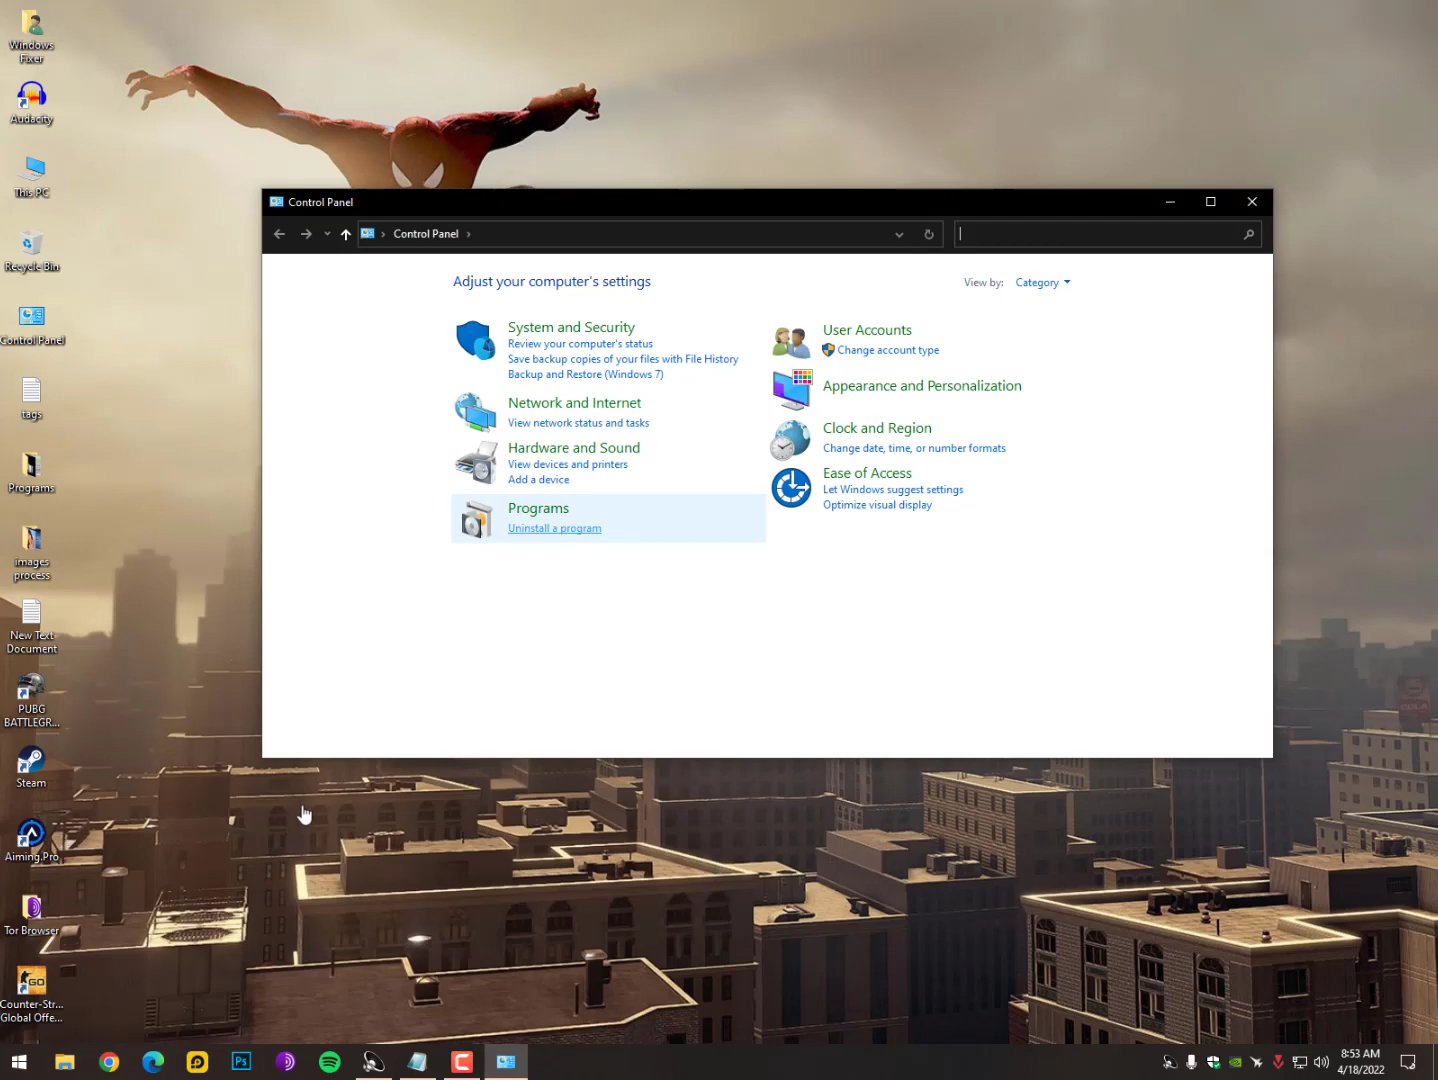 Windows
Fixer
Audacity
This PC
Recycle Bin
Control Panel
tags
Programs
images
process
New Text
Document
PUBG
BATTLEGR...
Steam
Aiming.Pro
Tor Browser
Counter-Str...
Global Offe...
Control Panel
Control Panel
Adjust your computer's settings
View by: Category
System and Security
Review your computer's status
Save backup copies of your files with File History
Backup and Restore (Windows 7)
Network and Internet
View network status and tasks
Hardware and Sound
View devices and printers
Add a device
Programs
Uninstall a program
User Accounts
Change account type
Appearance and Personalization
Clock and Region
Change date, time, or number formats
Ease of Access
Let Windows suggest settings
Optimize visual display
COLA
GO
Ps
8:53 AM
4/18/2022